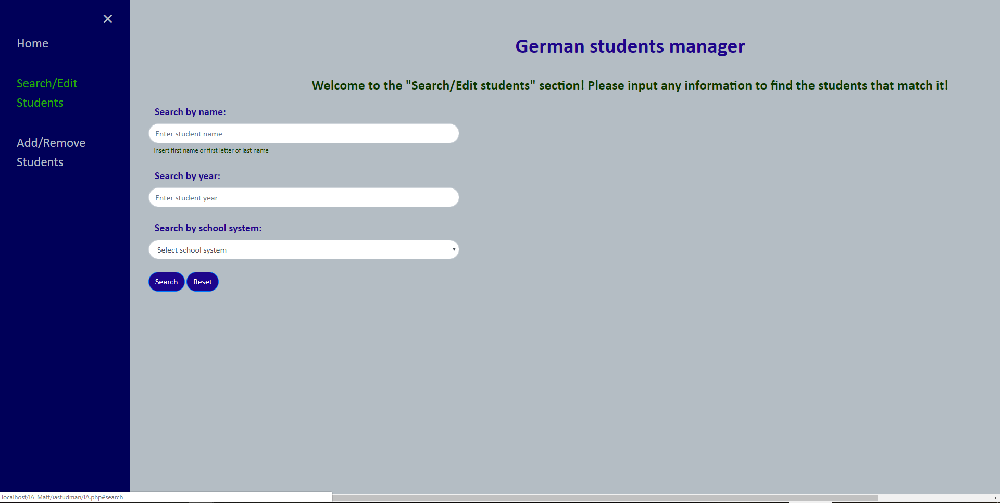 Home
Search/Edit
Students
Add/Remove
Students
German students manager
Welcome to the "Search/Edit students" section! Please input any information to find the students that match it!
Search by name:
Enter student name
Insert first name or first letter of last name
Search by year:
Enter student year
Search by school system:
Select school system
Search Reset
localhost/IA_Matt/iastudman/IA.php#search